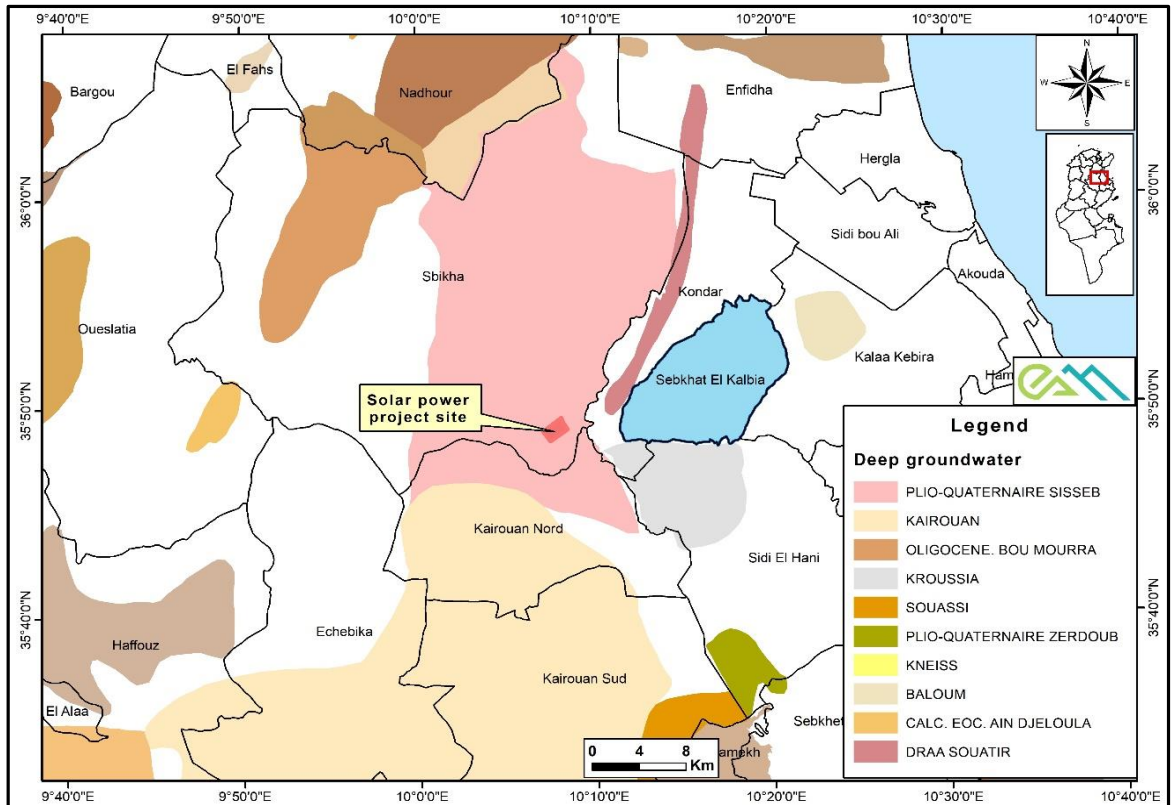 9°40'0"E 9°50'0"E 10°0'0"E 10°10'0"E 10°20'0"E 10°30'0"E 10°40'0"E
36°0'0"N
35°50'0"N
35°40'0"N
36°0'0"N
35°50'0"N
35°40'0"N
El Fahs
Bargou
Nadhour
Enfidha
Hergla
Sidi bou Ali
Akouda
Sbikha
Kondar
Oueslatia
Sebkhat El Kalbia
Kalaa Kebira
Ham
Solar power
project site
Kairouan Nord
Sidi El Hani
Haffouz
Echebika
Kairouan Sud
El Alaa
Sebkhet
amekh
N
W
E
S
0 4 8
Km
Legend
Deep groundwater
PLIO-QUATERNAIRE SISSEB
KAIROUAN
OLIGOCENE. BOU MOURRA
KROUSSIA
SOUASSI
PLIO-QUATERNAIRE ZERDOUB
KNEISS
BALOUM
CALC. EOC. AIN DJELOULA
DRAA SOUATIR
9°40'0"E 9°50'0"E 10°0'0"E 10°10'0"E 10°20'0"E 10°30'0"E 10°40'0"E